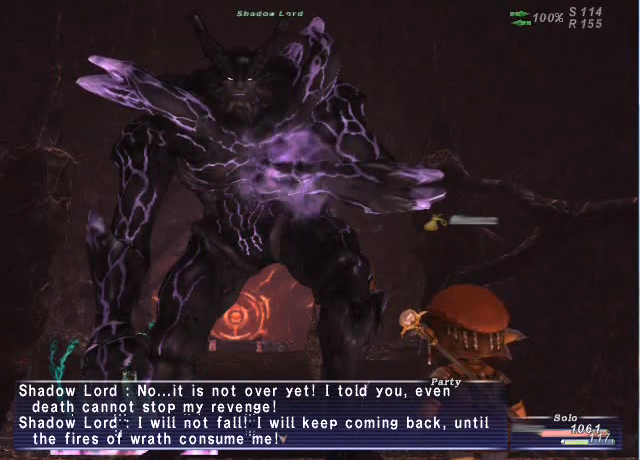 Shadow Lord
100%
S 114
R 155
Party
Shadow Lord : No...it is not over yet! I told you, even
death cannot stop my revenge!
Shadow Lord : I will not fall! I will keep coming back, until
the fires of wrath consume me!
Solo
1061
117